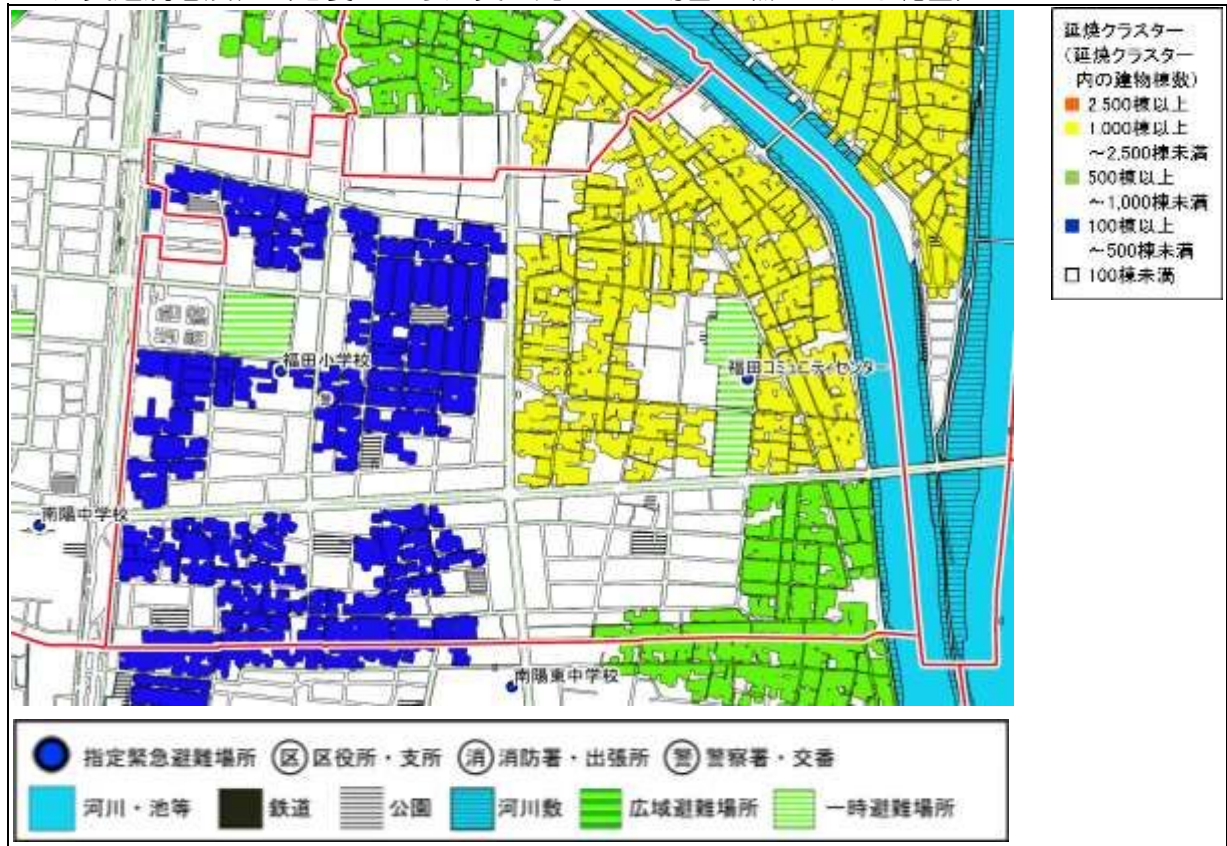 延焼クラスター
(延焼クラスター
内の建物棟数)
2,500棟以上
1,000棟以上
～2,500棟未満
500棟以上
～1,000棟未満
100棟以上
～500棟未満
100棟未満
福田小学校
福田コミュニティセンター
南陽中学校
南陽東中学校
指定緊急避難場所 区 区役所・支所 消 消防署・出張所 警 警察署・交番
河川・池等 鉄道 公園 河川敷 広域避難場所 一時避難場所